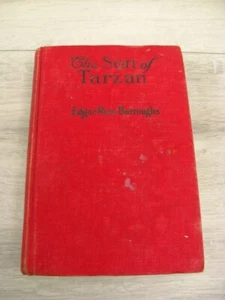 The Son of
Tarzan
Edgar Rice Burroughs